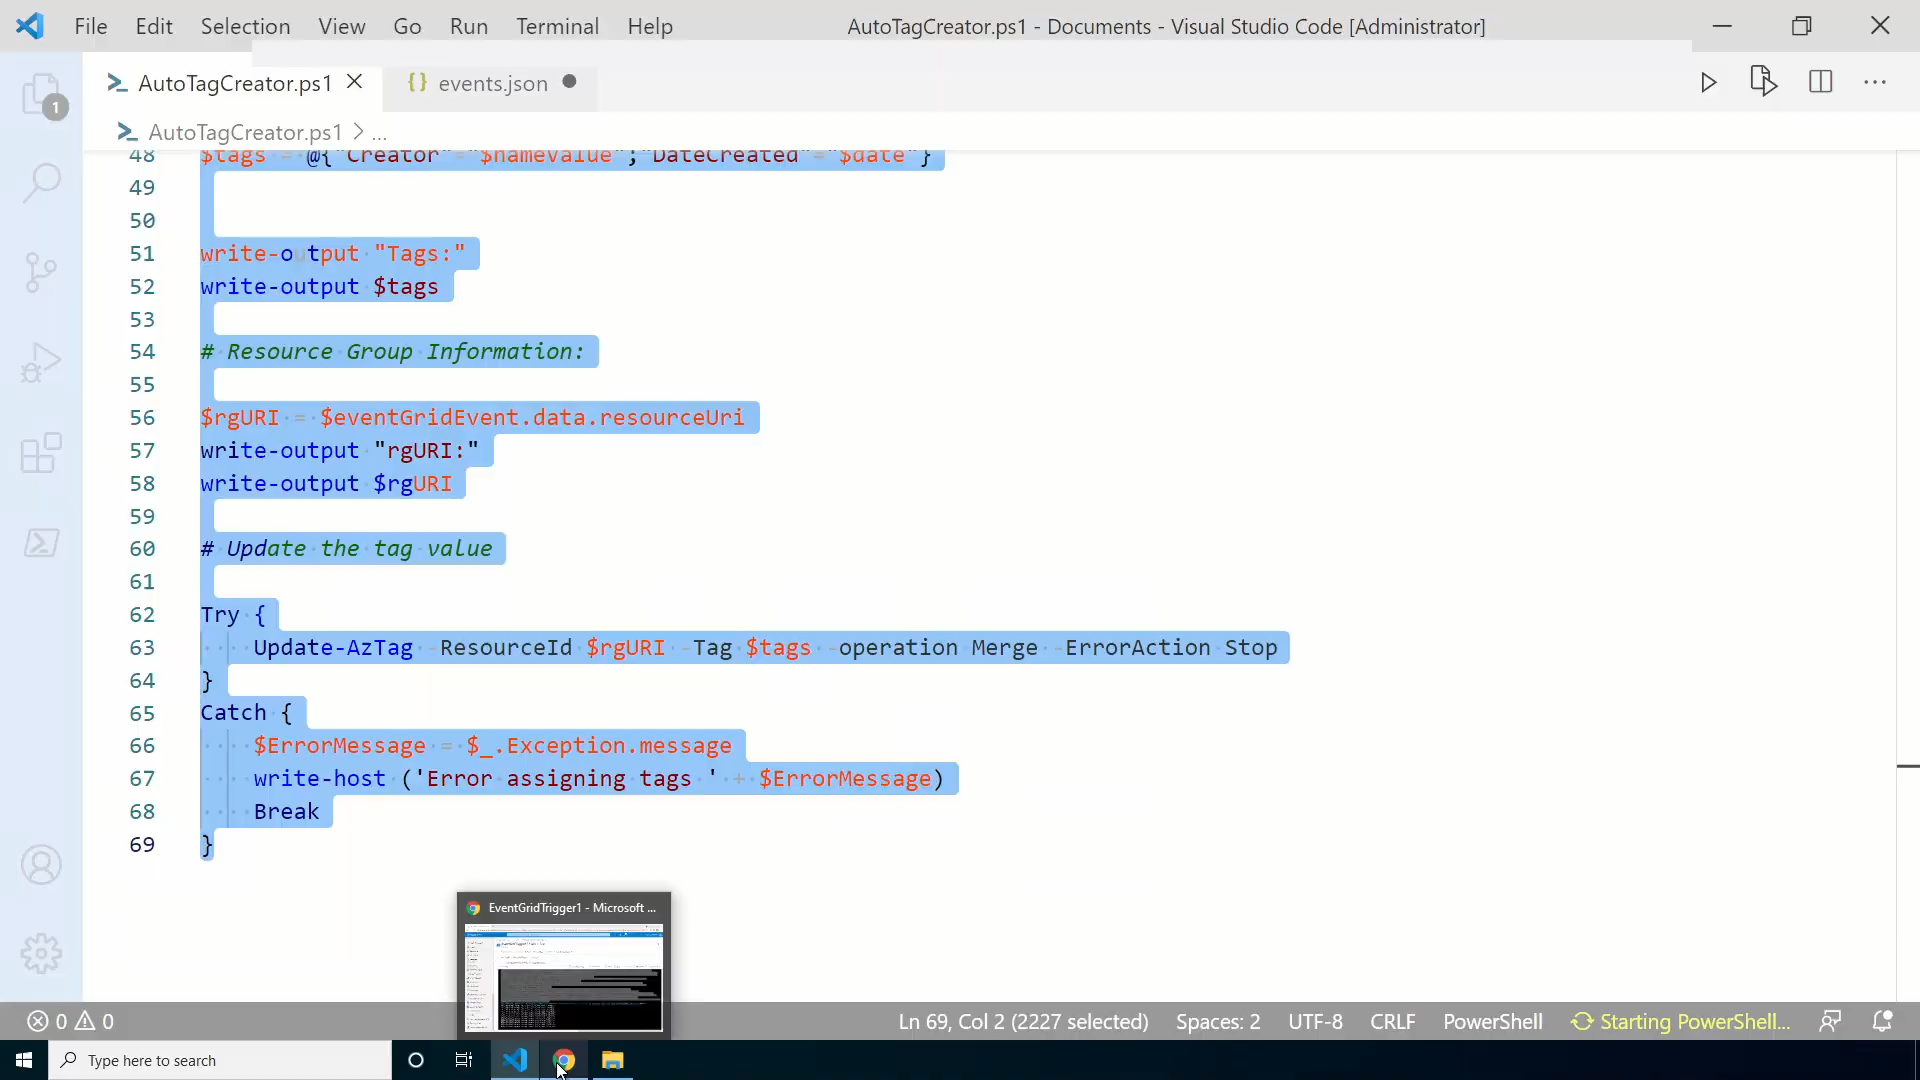 File Edit Selection View Go Run Terminal Help
AutoTagCreator.ps1 - Documents - Visual Studio Code [Administrator]
AutoTagCreator.ps1
events.json
1
AutoTagCreator.ps1 > ...
48 $tags = @{"Creator"="$nameValue";"DateCreated"="$date"}
49
50
51 write-output "Tags:"
52 write-output $tags
53
54 # Resource Group Information:
55
56 $rgURI = $eventGridEvent.data.resourceUri
57 write-output "rgURI:"
58 write-output $rgURI
59
60 # Update the tag value
61
62 Try {
63 Update-AzTag -ResourceId $rgURI -Tag $tags -operation Merge -ErrorAction Stop
64 }
65 Catch {
66 $ErrorMessage = $_.Exception.message
67 write-host ('Error assigning tags ' + $ErrorMessage)
68 Break
69 }
EventGridTrigger1 - Microsoft ...
0 0
Ln 69, Col 2 (2227 selected) Spaces: 2 UTF-8 CRLF PowerShell Starting PowerShell...
Type here to search